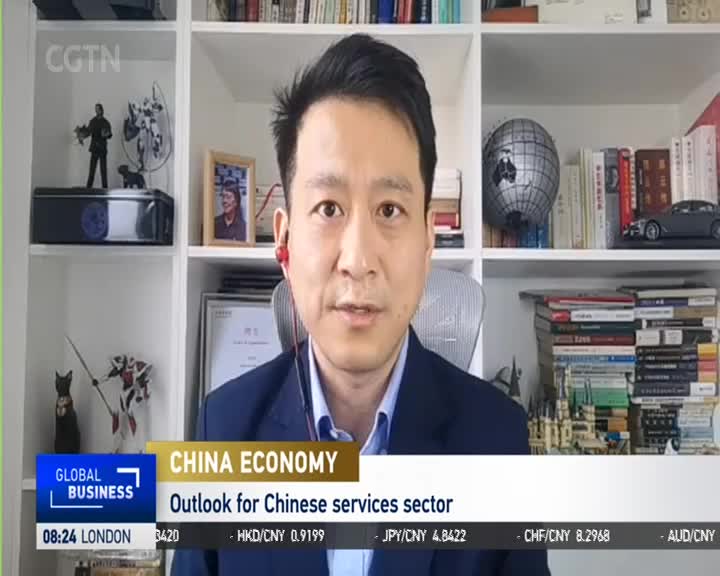 CGTN
CHINA ECONOMY
GLOBAL
BUSINESS
Outlook for Chinese services sector
08:24 LONDON
3420 - HKD/CNY 0.9199 - JPY/CNY 4.8422 - CHF/CNY 8.2968 - AUD/CNY